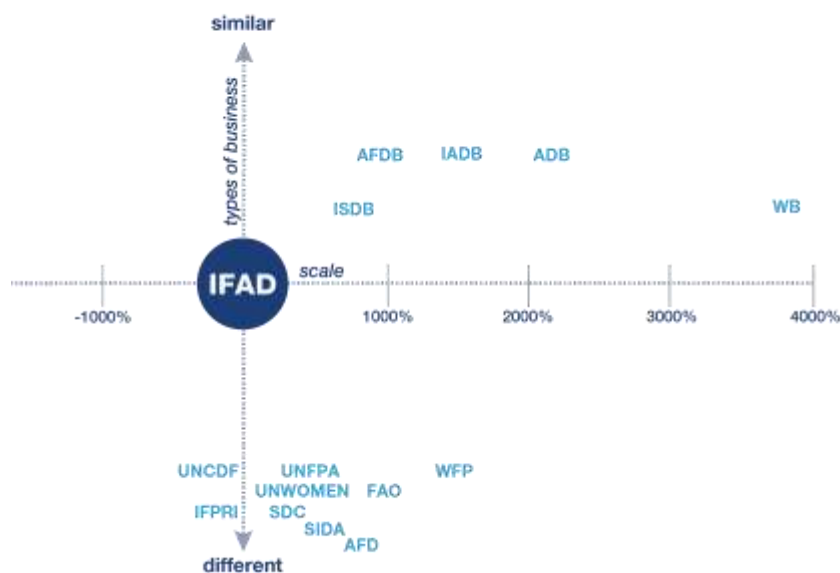 similar
types of business
AFDB IADB ADB
ISDB WB
IFAD scale
-1000% 1000% 2000% 3000% 4000%
UNCDF UNFPA WFP
UNWOMEN FAO
IFPRI SDC
SIDA
AFD
different